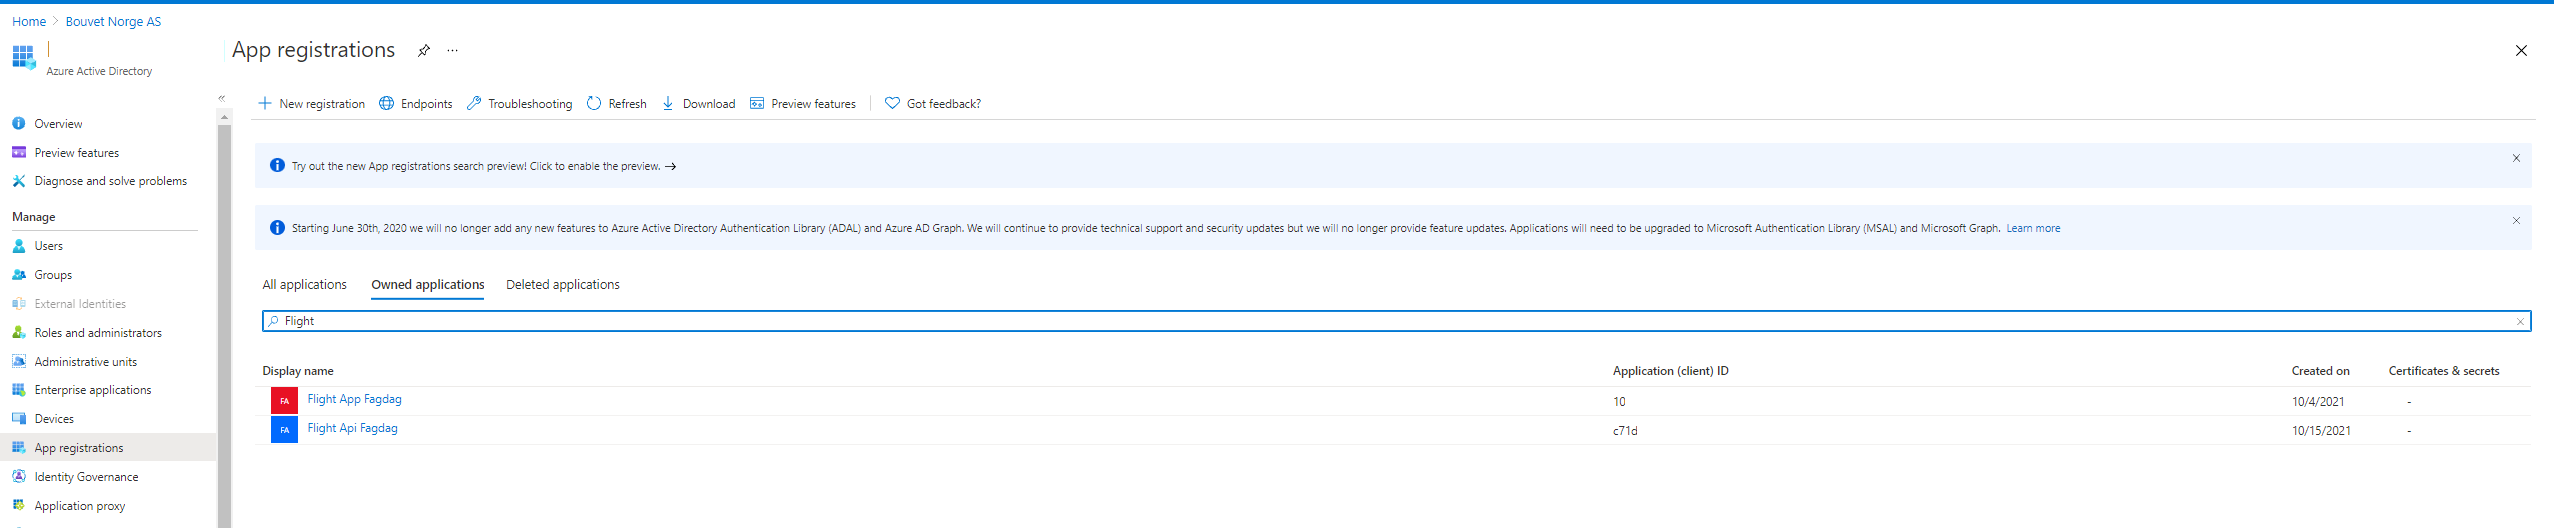 Home > Bouvet Norge AS
App registrations ...
Azure Active Directory
«
Overview
Preview features
Diagnose and solve problems
Manage
Users
Groups
External Identities
Roles and administrators
Administrative units
Enterprise applications
Devices
App registrations
Identity Governance
Application proxy
New registration Endpoints Troubleshooting Refresh Download Preview features Got feedback?
Try out the new App registrations search preview! Click to enable the preview. →
Starting June 30th, 2020 we will no longer add any new features to Azure Active Directory Authentication Library (ADAL) and Azure AD Graph. We will continue to provide technical support and security updates but we will no longer provide feature updates. Applications will need to be upgraded to Microsoft Authentication Library (MSAL) and Microsoft Graph. Learn more
All applications Owned applications Deleted applications
Flight
Display name Application (client) ID Created on Certificates & secrets
FA Flight App Fagdag 10 10/4/2021 -
FA Flight Api Fagdag c71d 10/15/2021 -